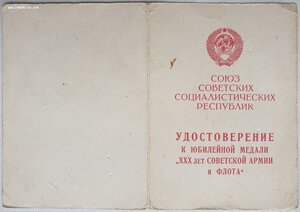 СОЮЗ
СОВЕТСКИХ
СОЦИАЛИСТИЧЕСКИХ
РЕСПУБЛИК
УДОСТОВЕРЕНИЕ
К ЮБИЛЕЙНОЙ МЕДАЛИ
„XXX ЛЕТ СОВЕТСКОЙ АРМИИ
И ФЛОТА“